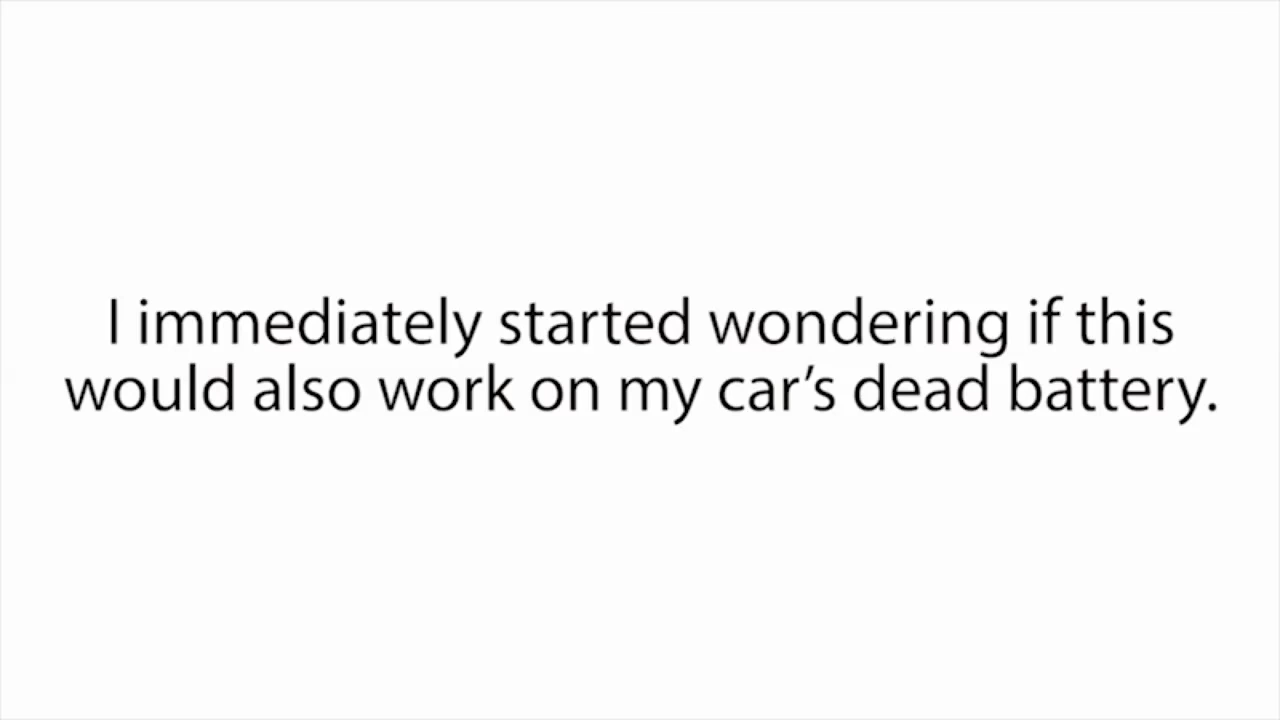 I immediately started wondering if this
would also work on my car’s dead battery.